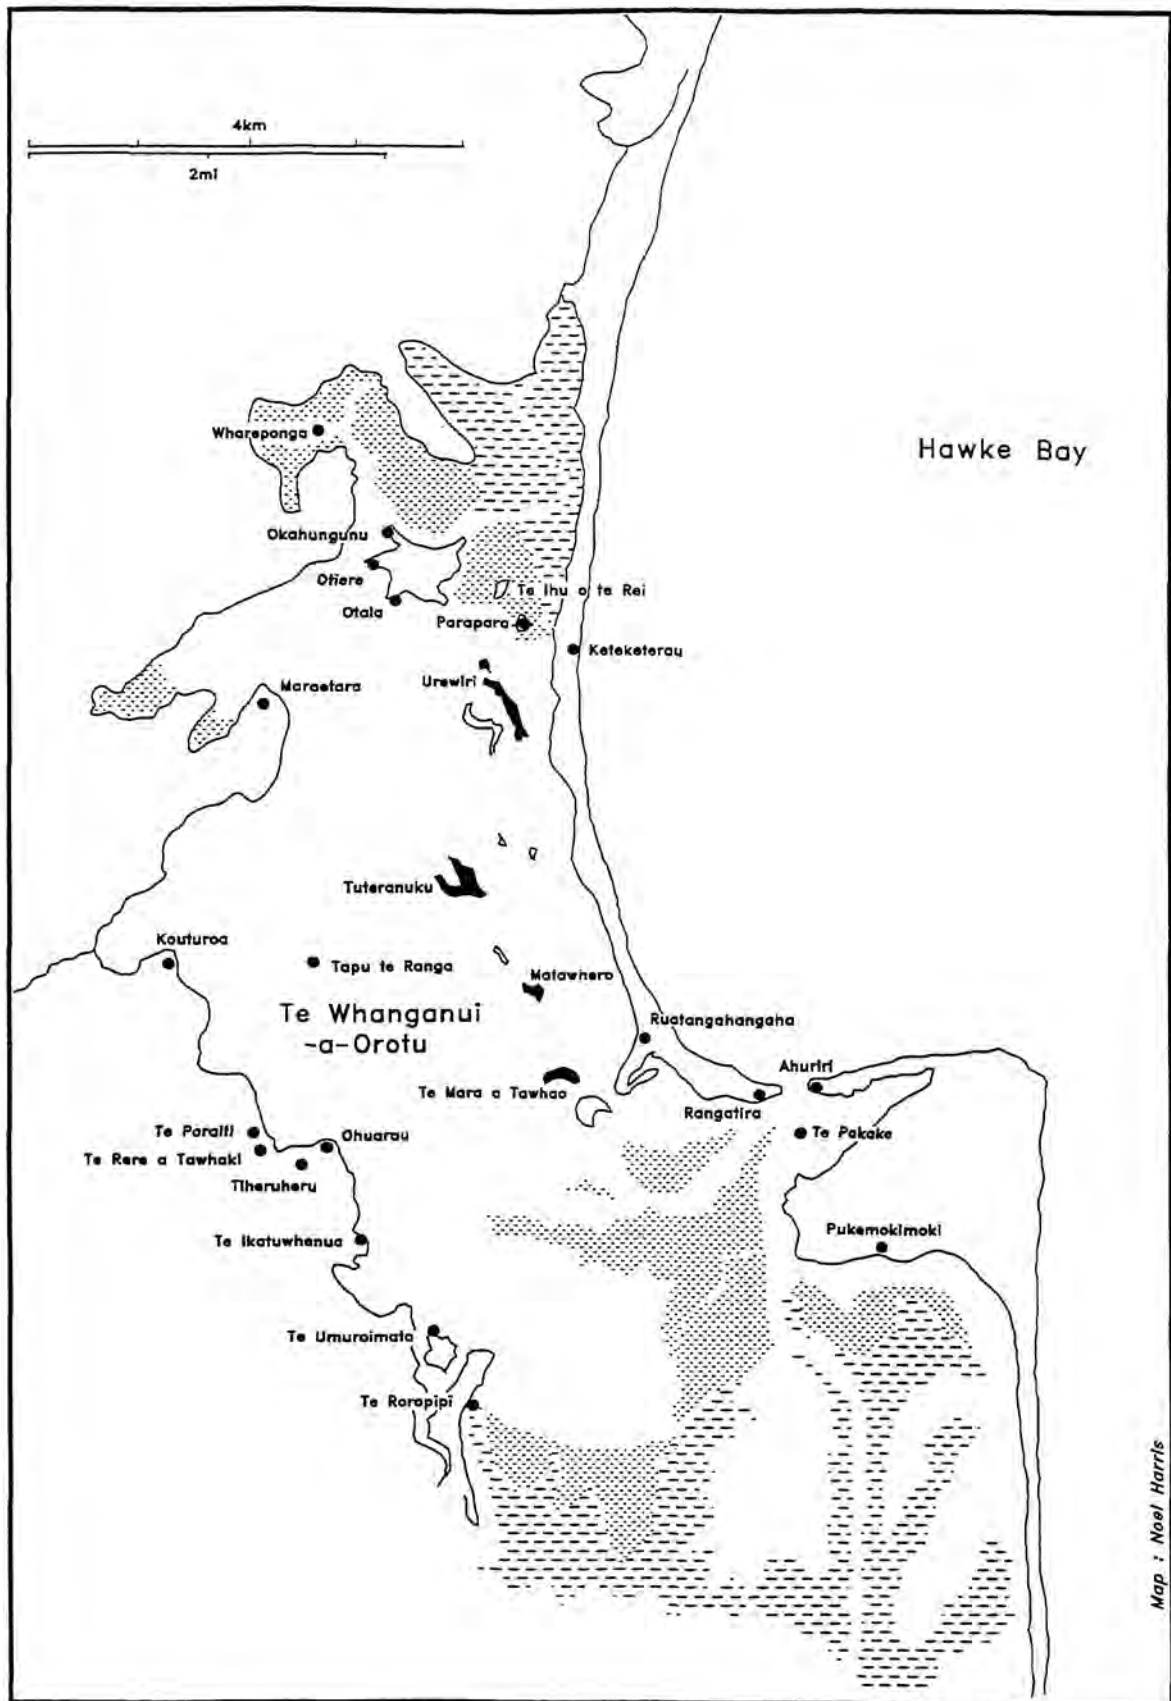 4km
2mi
Hawke Bay
Whareponga
Okahungunu
Otiere
Te Ihu o te Rei
Otaia
Parapara
Keteketerau
Urewiri
Maraetara
Tuteranuku
Kouturoa
Tapu te Ranga
Matawhero
Te Whanganui
-a-Orotu
Ruatangahangaha
Ahuriri
Te Mara a Tawhao
Rangatira
Te Paraiti
Ohuarau
Te Pakake
Te Rere a Tawhaki
Tiheruheru
Te Ikatuwhenua
Pukemokimoki
Te Umuroimata
Te Roropipi
Map : Noel Harris